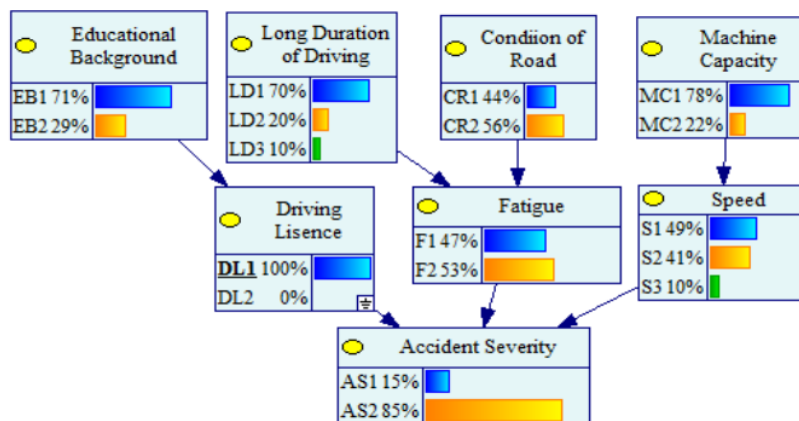 Educational
Background
EB1 71%
EB2 29%
Long Duration
of Driving
LD1 70%
LD2 20%
LD3 10%
Condiion of
Road
CR1 44%
CR2 56%
Machine
Capacity
MC1 78%
MC2 22%
Driving
Lisence
DL1 100%
DL2 0%
Fatigue
F1 47%
F2 53%
Speed
S1 49%
S2 41%
S3 10%
Accident Severity
AS1 15%
AS2 85%